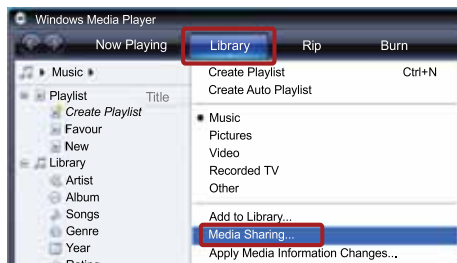 Windows Media Player
Now Playing Library Rip Burn
Music
Playlist Title
Create Playlist
Favour
New
Library
Artist
Album
Songs
Genre
Year
Rating
Create Playlist Ctrl+N
Create Auto Playlist
Music
Pictures
Video
Recorded TV
Other
Add to Library...
Media Sharing...
Apply Media Information Changes...